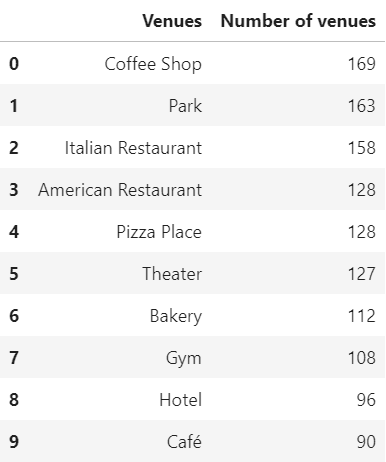 Venues Number of venues
0 Coffee Shop 169
1 Park 163
2 Italian Restaurant 158
3 American Restaurant 128
4 Pizza Place 128
5 Theater 127
6 Bakery 112
7 Gym 108
8 Hotel 96
9 Café 90